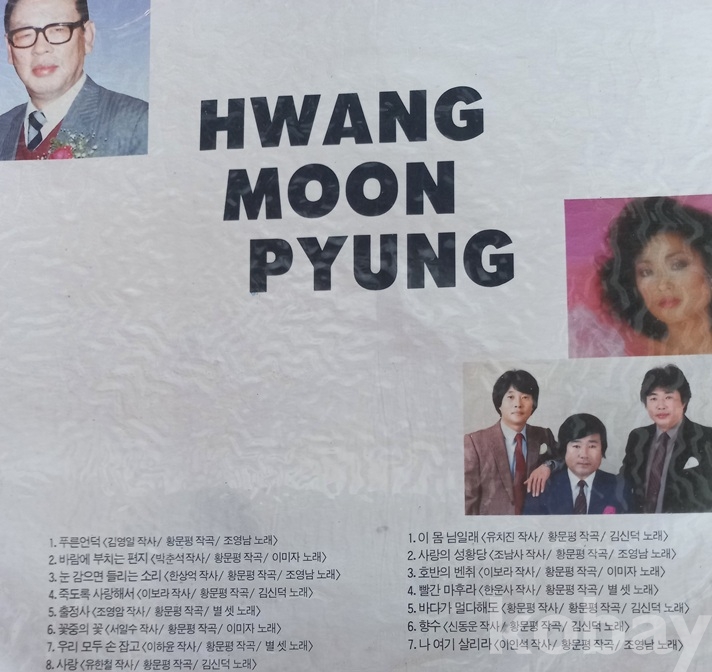 HWANG
MOON
PYUNG
1. 푸른언덕 <김영일 작사/ 황문평 작곡/ 조영남 노래>
2. 바람에 부치는 편지 <박춘석 작사/ 황문평 작곡/ 이미자 노래>
3. 눈 감으면 들리는 소리 <한상억 작사/ 황문평 작곡/ 조영남 노래>
4. 죽도록 사랑해서 <이보라 작사/ 황문평 작곡/ 김신덕 노래>
5. 출정사 <조영암 작사/ 황문평 작곡/ 별 셋 노래>
6. 꽃중의 꽃 <서일수 작사/ 황문평 작곡/ 이미자 노래>
7. 우리 모두 손 잡고 <이하윤 작사/ 황문평 작곡/ 별 셋 노래>
8. 사랑 <유한철 작사/ 황문평 작곡/ 김신덕 노래>
1. 이 몸 님일래 <유치진 작사/ 황문평 작곡/ 김신덕 노래>
2. 사랑의 성황당 <조남사 작사/ 황문평 작곡/ 조영남 노래>
3. 호반의 벤취 <이보라 작사/ 황문평 작곡/ 이미자 노래>
4. 빨간 마후라 <한운사 작사/ 황문평 작곡/ 별 셋 노래>
5. 바다가 멀다해도 <황문평 작사/ 황문평 작곡/ 김신덕 노래>
6. 향수 <신동운 작사/ 황문평 작곡/ 김신덕 노래>
7. 나 여기 살리라 <이인석 작사/ 황문평 작곡/ 조영남 노래>